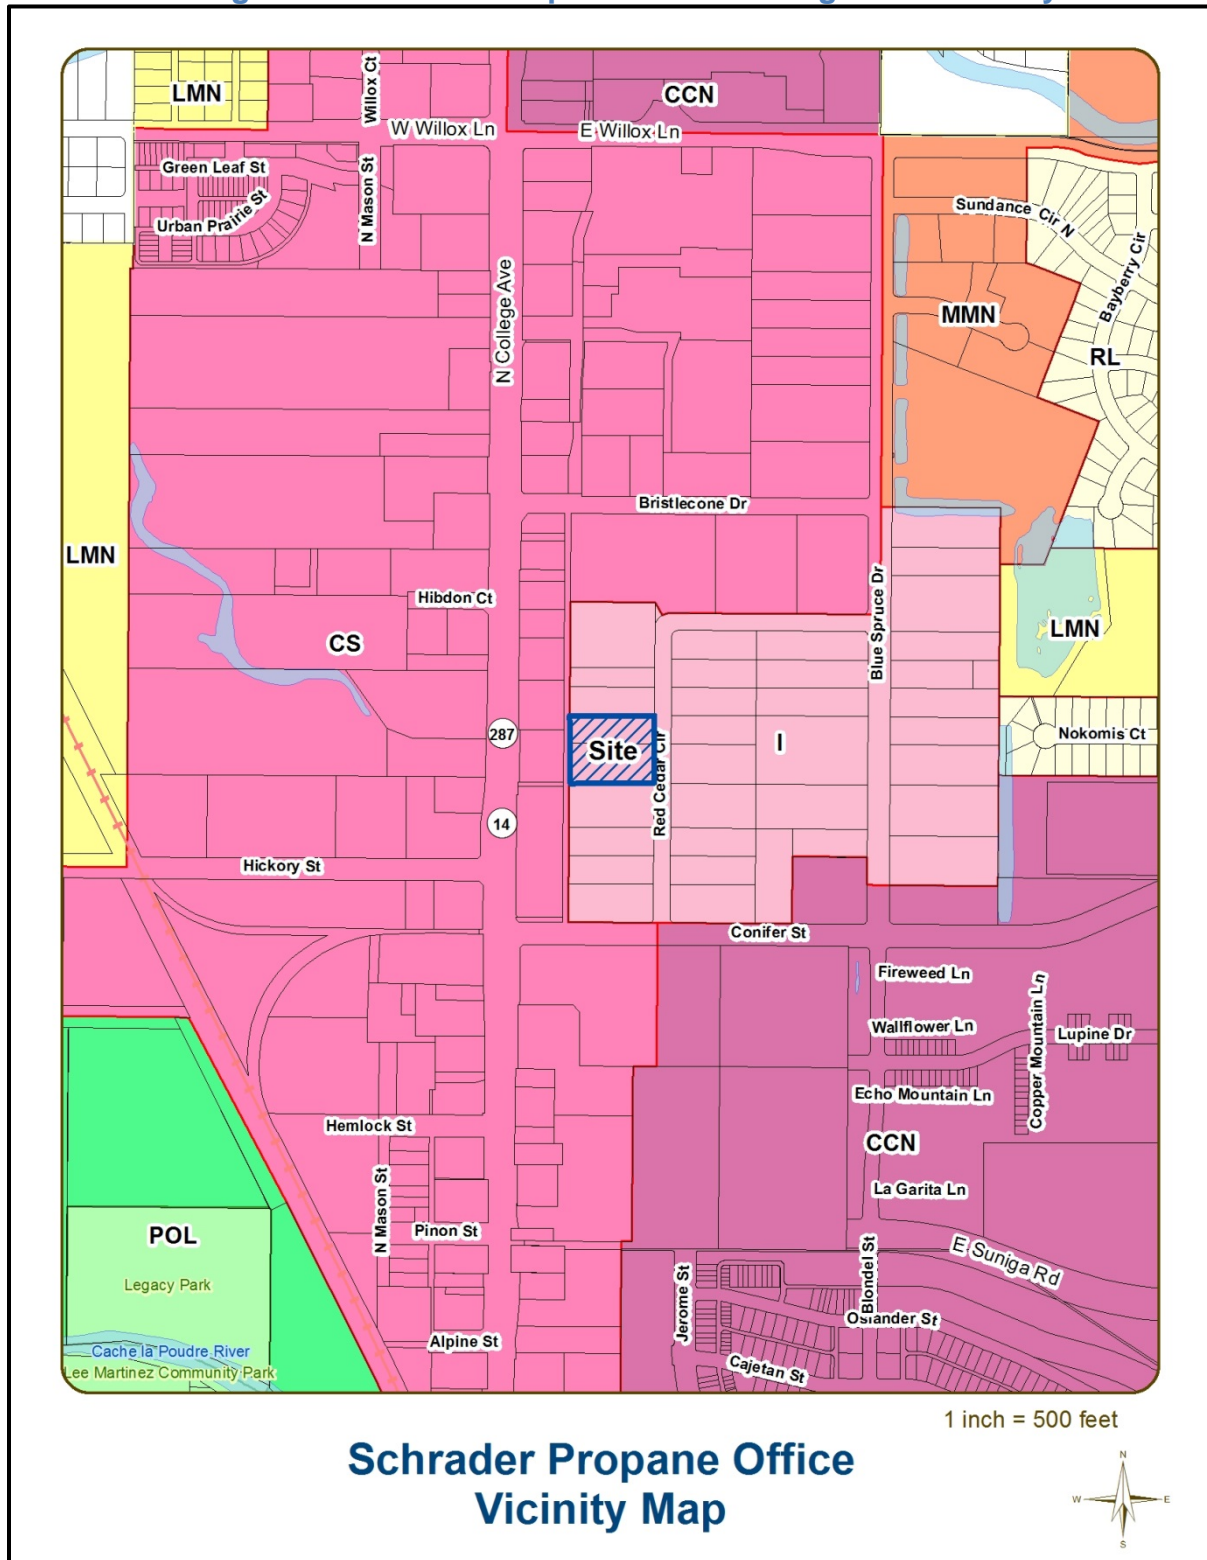 LMN
Willox Ct
CCN
W Willox Ln
E Willox Ln
Green Leaf St
N Mason St
Urban Prairie St
Sundance Cir N
Bayberry Cir
N College Ave
MMN
RL
Bristlecone Dr
LMN
Hibdon Ct
Blue Spruce Dr
CS
LMN
287
Site
Red Cedar Cir
I
Nokomis Ct
14
Hickory St
Conifer St
Fireweed Ln
Copper Mountain Ln
Wallflower Ln
Lupine Dr
Echo Mountain Ln
Hemlock St
CCN
N Mason St
La Garita Ln
POL
Pinon St
E Suniga Rd
Legacy Park
Jerome St
Blondel St
Osiander St
Alpine St
Cache la Poudre River
Lee Martinez Community Park
Cajetan St
1 inch = 500 feet
Schrader Propane Office
Vicinity Map
N
W
E
S